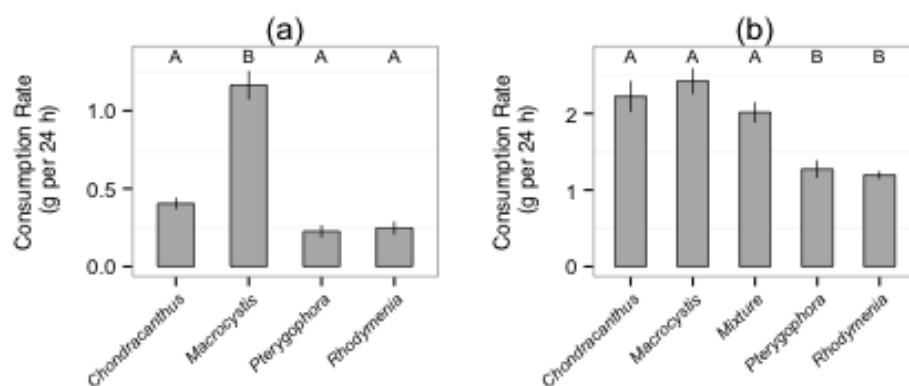 (a)
A B A A
Consumption Rate
(g per 24 h)
1.0
0.5
0.0
Chondracanthus
Macrocystis
Pterygophora
Rhodymenia
(b)
A A A B B
Consumption Rate
(g per 24 h)
2
1
0
Chondracanthus
Macrocystis
Mixture
Pterygophora
Rhodymenia